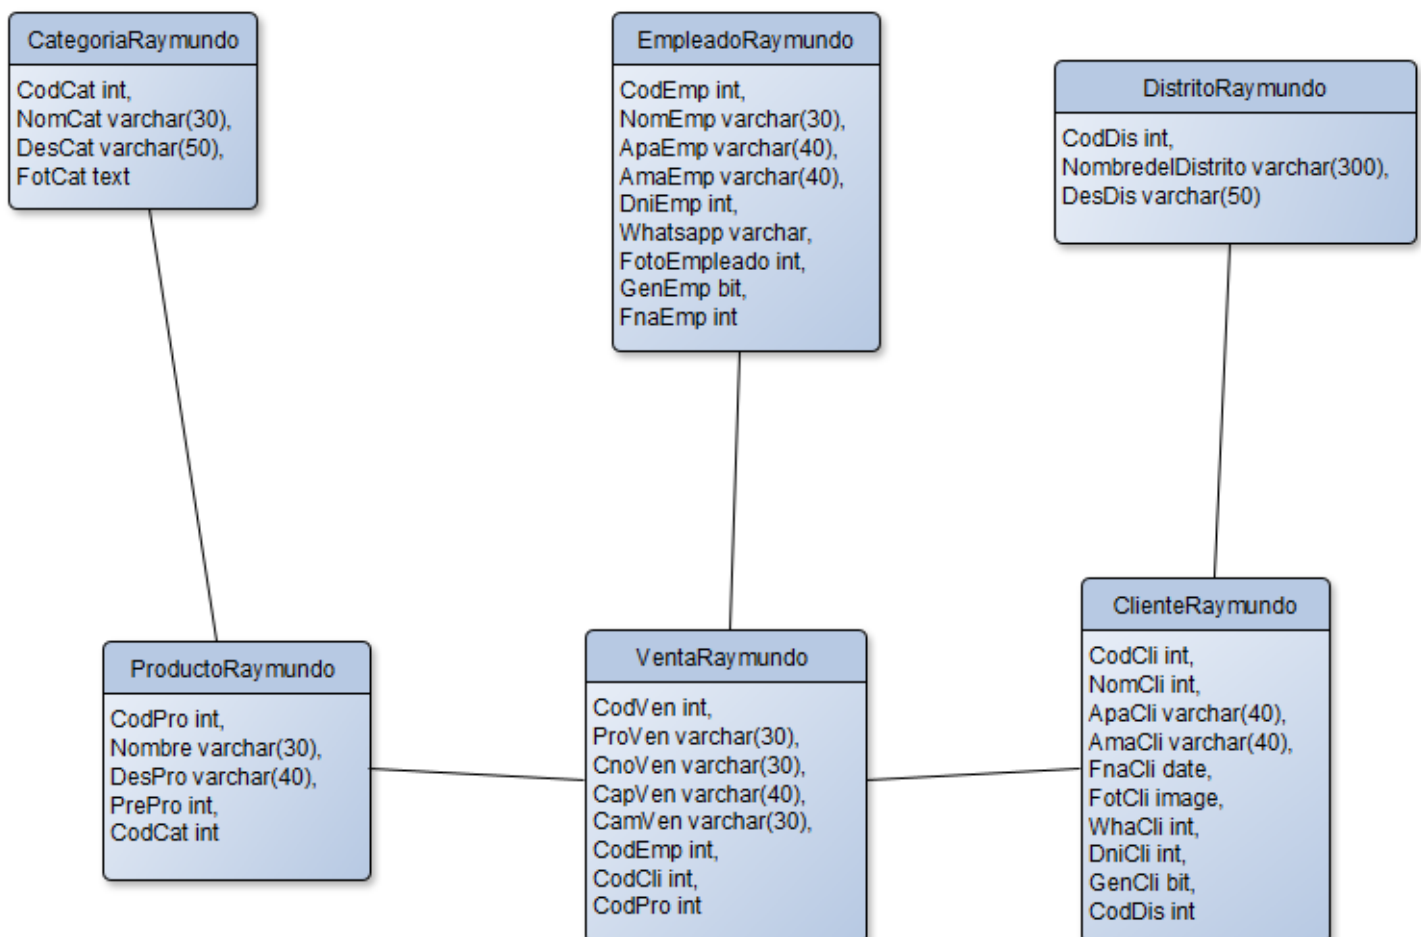 CategoriaRaymundo
CodCat int,
NomCat varchar(30),
DesCat varchar(50),
FotCat text
EmpleadoRaymundo
CodEmp int,
NomEmp varchar(30),
ApaEmp varchar(40),
AmaEmp varchar(40),
DniEmp int,
Whatsapp varchar,
FotoEmpleado int,
GenEmp bit,
FnaEmp int
DistritoRaymundo
CodDis int,
NombredelDistrito varchar(300),
DesDis varchar(50)
ProductoRaymundo
CodPro int,
Nombre varchar(30),
DesPro varchar(40),
PrePro int,
CodCat int
VentaRaymundo
CodVen int,
ProVen varchar(30),
CnoVen varchar(30),
CapVen varchar(40),
CamVen varchar(30),
CodEmp int,
CodCli int,
CodPro int
ClienteRaymundo
CodCli int,
NomCli int,
ApaCli varchar(40),
AmaCli varchar(40),
FnaCli date,
FotCli image,
WhaCli int,
DniCli int,
GenCli bit,
CodDis int